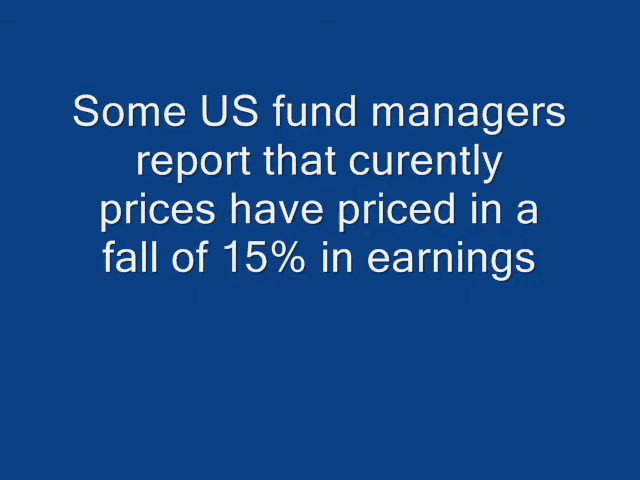 Some US fund managers
report that curently
prices have priced in a
fall of 15% in earnings